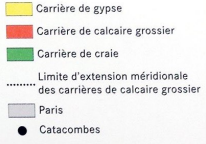 Carrière de gypse
Carrière de calcaire grossier
Carrière de craie
Limite d'extension méridionale
des carrières de calcaire grossier
Paris
Catacombes